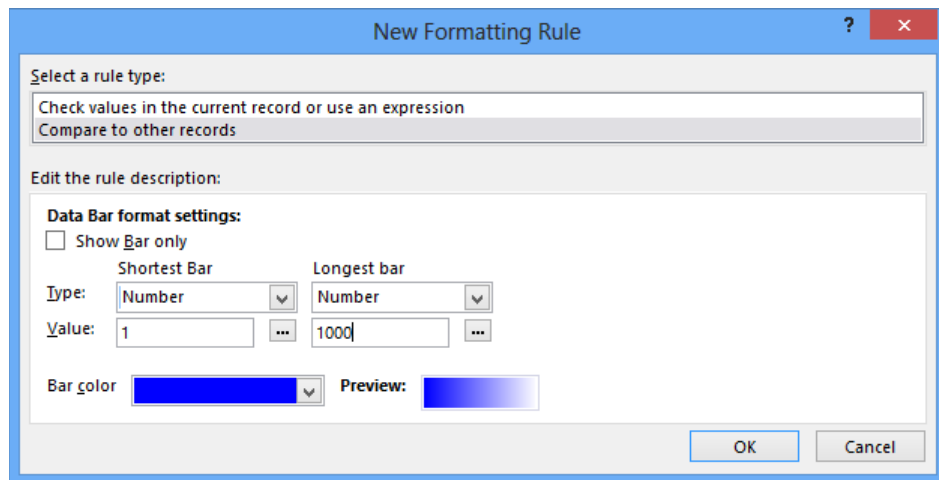 New Formatting Rule
?
Select a rule type:
Check values in the current record or use an expression
Compare to other records
Edit the rule description:
Data Bar format settings:
Show Bar only
Shortest Bar Longest bar
Type: Number Number
Value: 1 ... 1000 ...
Bar color Preview:
OK Cancel